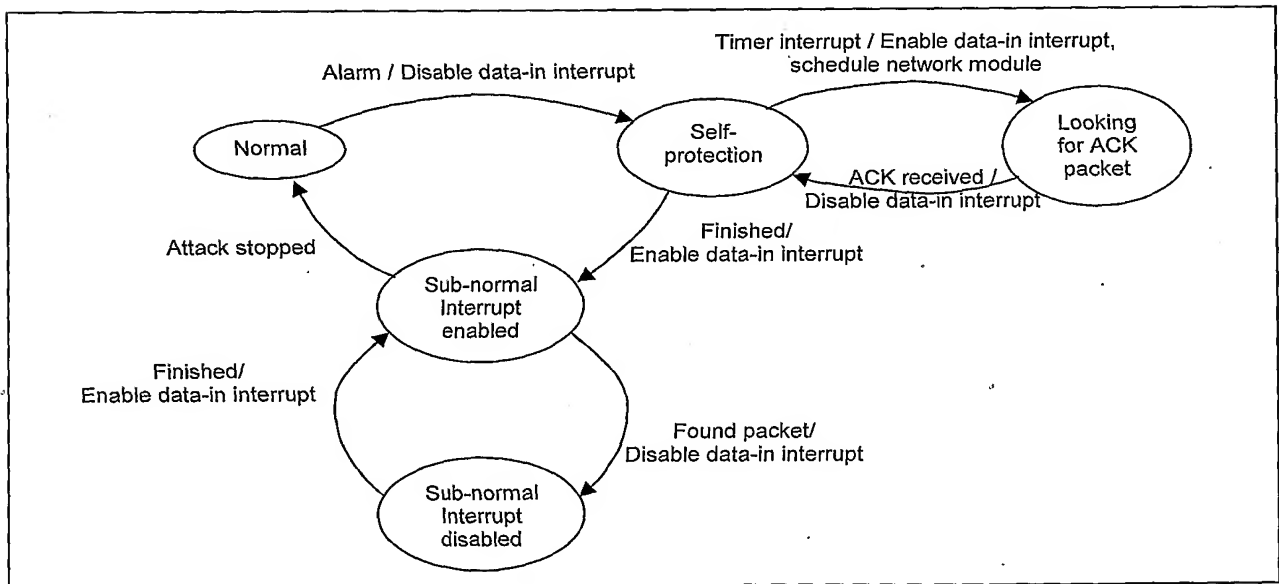 Timer interrupt / Enable data-in interrupt,
schedule network module
Alarm / Disable data-in interrupt
Normal
Self-
protection
Looking
for ACK
packet
ACK received /
Disable data-in interrupt
Attack stopped
Finished/
Enable data-in interrupt
Sub-normal
Interrupt
enabled
Finished/
Enable data-in interrupt
Found packet/
Disable data-in interrupt
Sub-normal
Interrupt
disabled